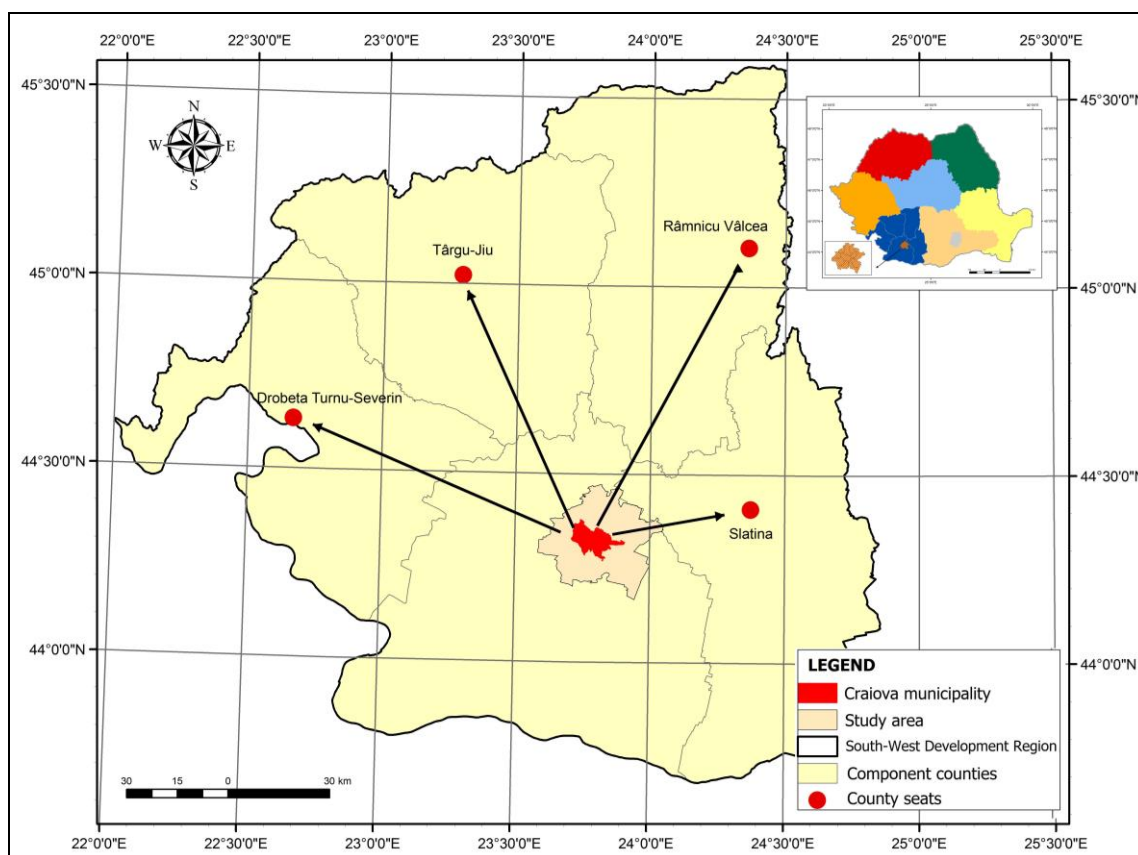 22°0'0"E 22°30'0"E 23°0'0"E 23°30'0"E 24°0'0"E 24°30'0"E 25°0'0"E 25°30'0"E
45°30'0"N 45°30'0"N
N
W E
S
Râmnicu Vâlcea
Târgu-Jiu
45°0'0"N 45°0'0"N
Drobeta Turnu-Severin
44°30'0"N 44°30'0"N
Slatina
44°0'0"N 44°0'0"N
LEGEND
Craiova municipality
Study area
South-West Development Region
Component counties
County seats
30 15 0 30 km
22°0'0"E 22°30'0"E 23°0'0"E 23°30'0"E 24°0'0"E 24°30'0"E 25°0'0"E 25°30'0"E